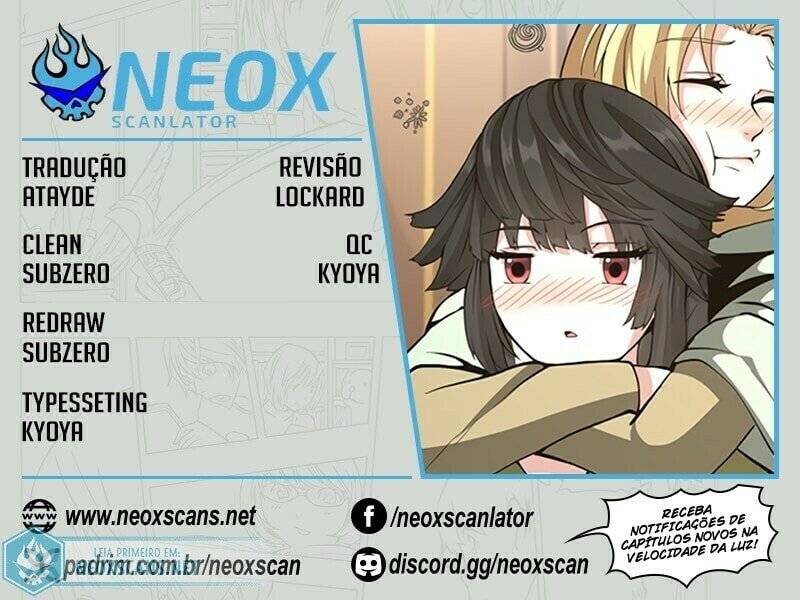 NEOX
SCANLATOR
TRADUÇÃO
ATAYDE
REVISÃO
LOCKARD
CLEAN
SUBZERO
QC
KYOYA
REDRAW
SUBZERO
TYPESSETING
KYOYA
www.neoxscans.net
/neoxscanlator
LEIA PRIMEIRO EM:
padrim.com.br/neoxscan
discord.gg/neoxscan
RECEBA
NOTIFICAÇÕES DE
CAPÍTULOS NOVOS NA
VELOCIDADE DA LUZ!